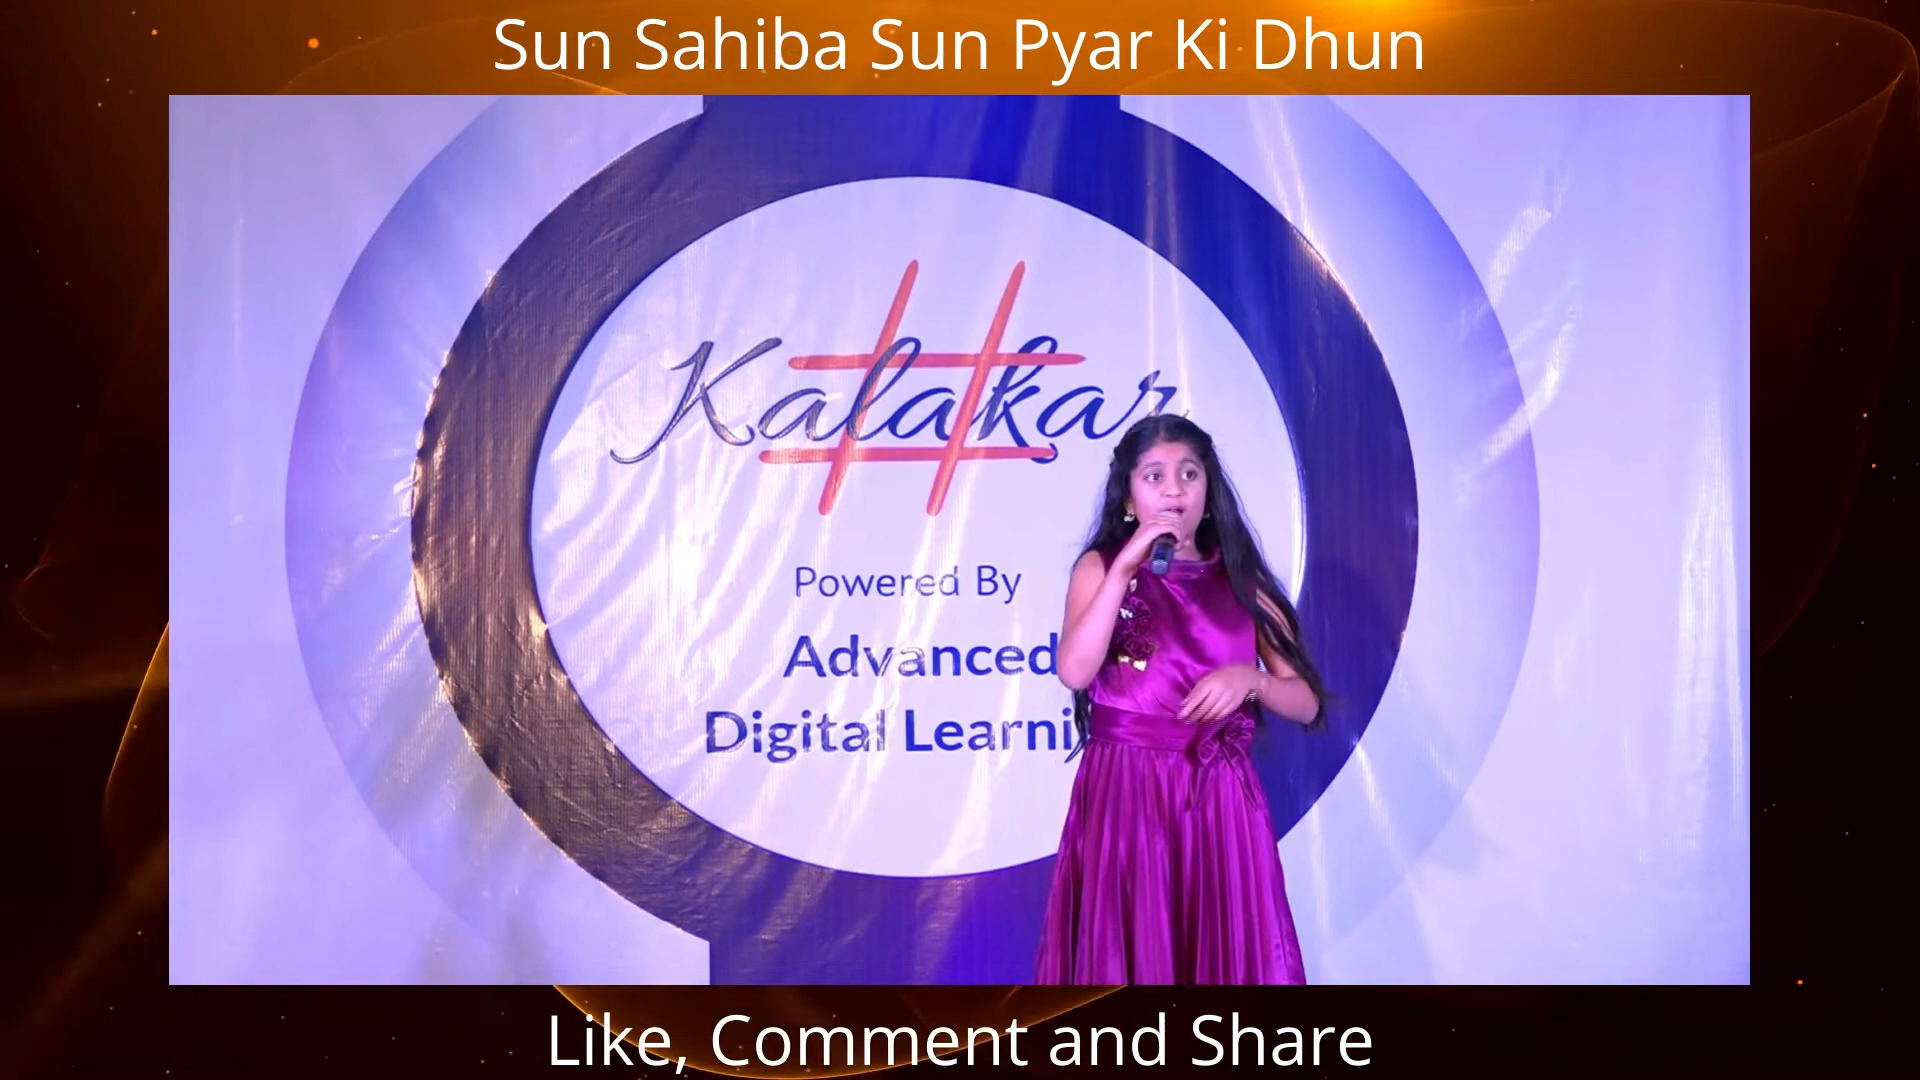 Sun Sahiba Sun Pyar Ki Dhun
Kalakar
Powered By
Advanced
Digital Learni
Like, Comment and Share